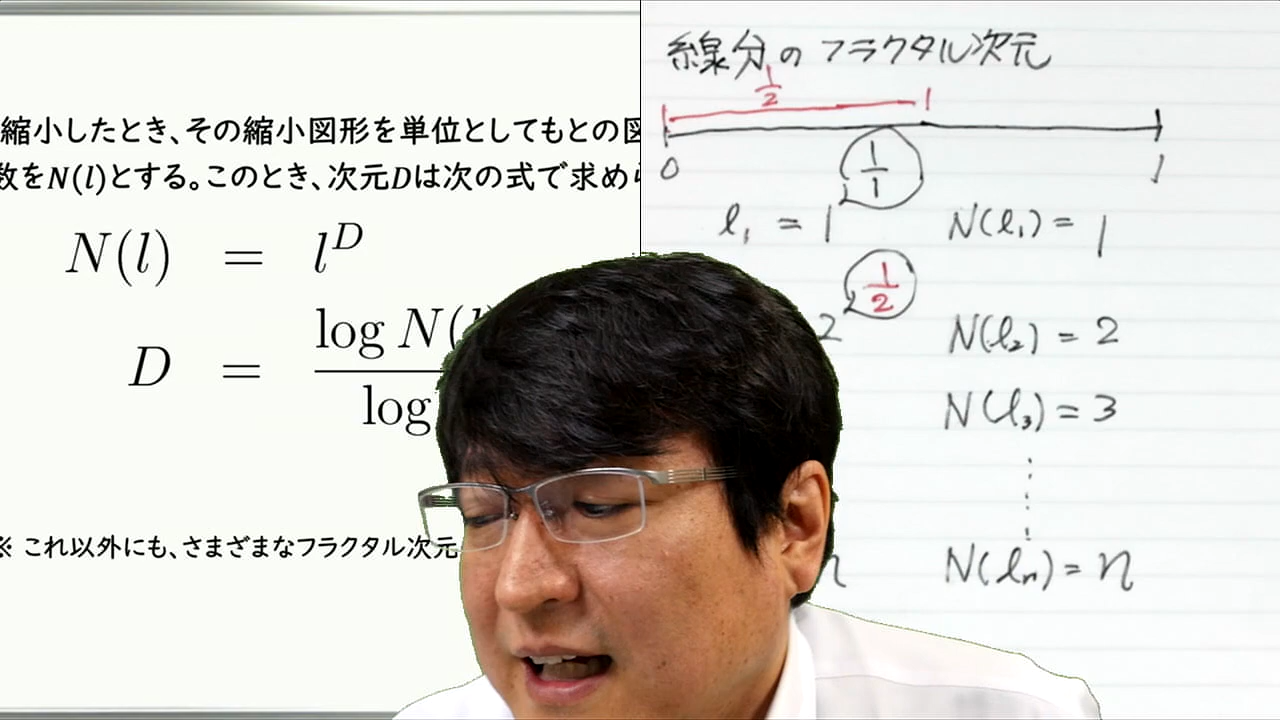 縮小したとき、その縮小図形を単位としてもとの図
数をN(l)とする。このとき、次元Dは次の式で求めら
N(l) = l^D
D = log N(l / log
※ これ以外にも、さまざまなフラクタル次元
線分のフラクタル次元
1/2
0 1
1/1
ℓ₁ = 1 N(ℓ₁) = 1
1/2
2 N(ℓ₂) = 2
N(ℓ₃) = 3
n N(ℓn) = n